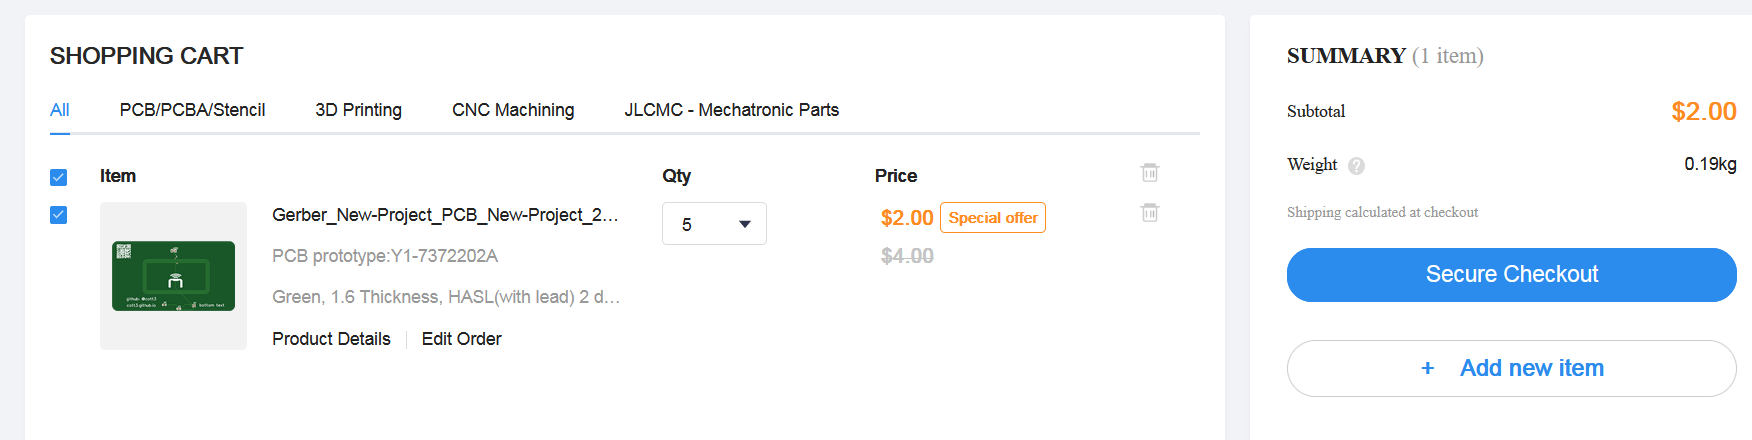 SHOPPING CART
All PCB/PCBA/Stencil 3D Printing CNC Machining JLCMC - Mechatronic Parts
Item Qty Price
Gerber_New-Project_PCB_New-Project_2... 5 $2.00 Special offer
PCB prototype:Y1-7372202A $4.00
Green, 1.6 Thickness, HASL(with lead) 2 d...
Product Details Edit Order
bottom text
SUMMARY (1 item)
Subtotal $2.00
Weight ? 0.19kg
Shipping calculated at checkout
Secure Checkout
+ Add new item